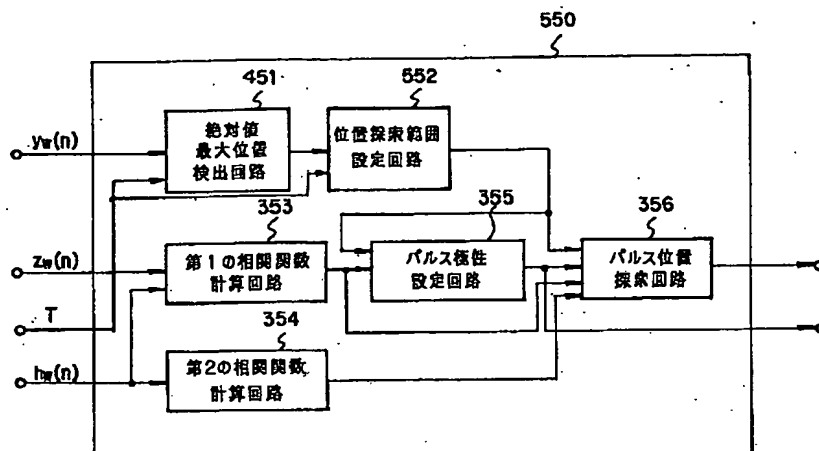 550
451
552
yw(n)
絶対値
最大位置
検出回路
位置探索範囲
設定回路
353
355
356
zw(n)
第1の相関関数
計算回路
パルス極性
設定回路
パルス位置
探索回路
T
354
hw(n)
第2の相関関数
計算回路